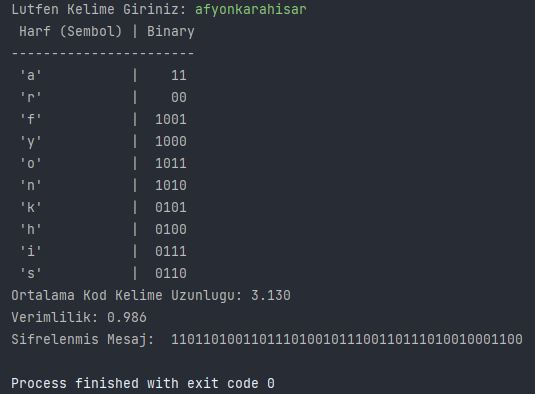 Lutfen Kelime Giriniz: afyonkarahisar
Harf (Sembol) | Binary
-----------------------
'a' | 11
'r' | 00
'f' | 1001
'y' | 1000
'o' | 1011
'n' | 1010
'k' | 0101
'h' | 0100
'i' | 0111
's' | 0110
Ortalama Kod Kelime Uzunlugu: 3.130
Verimlilik: 0.986
Sifrelenmis Mesaj: 11011010011011101001011100110111010010001100
Process finished with exit code 0